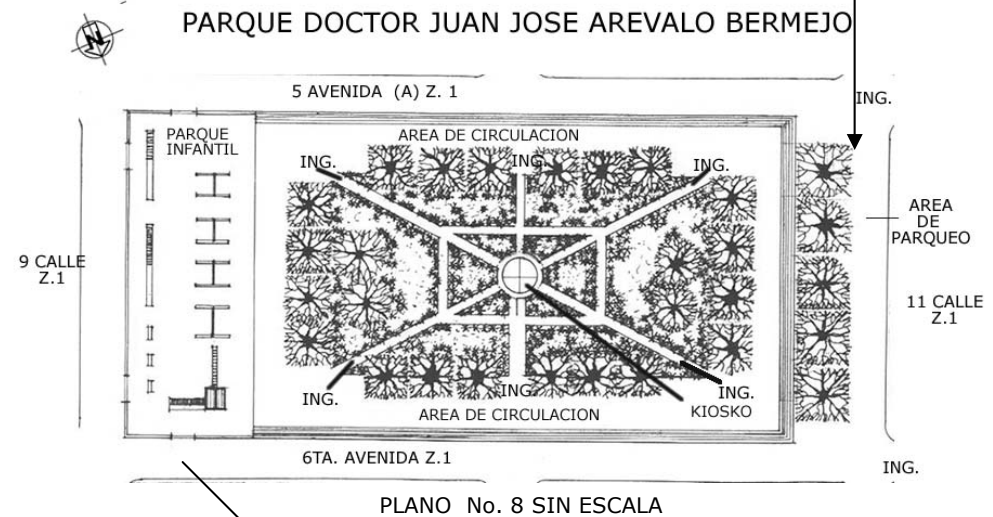 PARQUE DOCTOR JUAN JOSE AREVALO BERMEJO
N
5 AVENIDA (A) Z. 1
ING.
PARQUE
INFANTIL
AREA DE CIRCULACION
ING.
ING.
ING.
AREA
DE
PARQUEO
9 CALLE
Z.1
11 CALLE
Z.1
ING.
ING.
ING.
KIOSKO
AREA DE CIRCULACION
6TA. AVENIDA Z.1
ING.
PLANO No. 8 SIN ESCALA